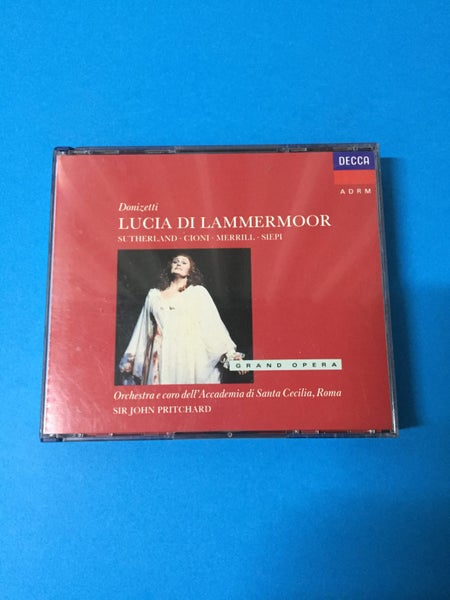 DECCA
ADRM
Donizetti
LUCIA DI LAMMERMOOR
SUTHERLAND · CIONI · MERRILL · SIEPI
GRAND OPERA
Orchestra e coro dell'Accademia di Santa Cecilia, Roma
SIR JOHN PRITCHARD